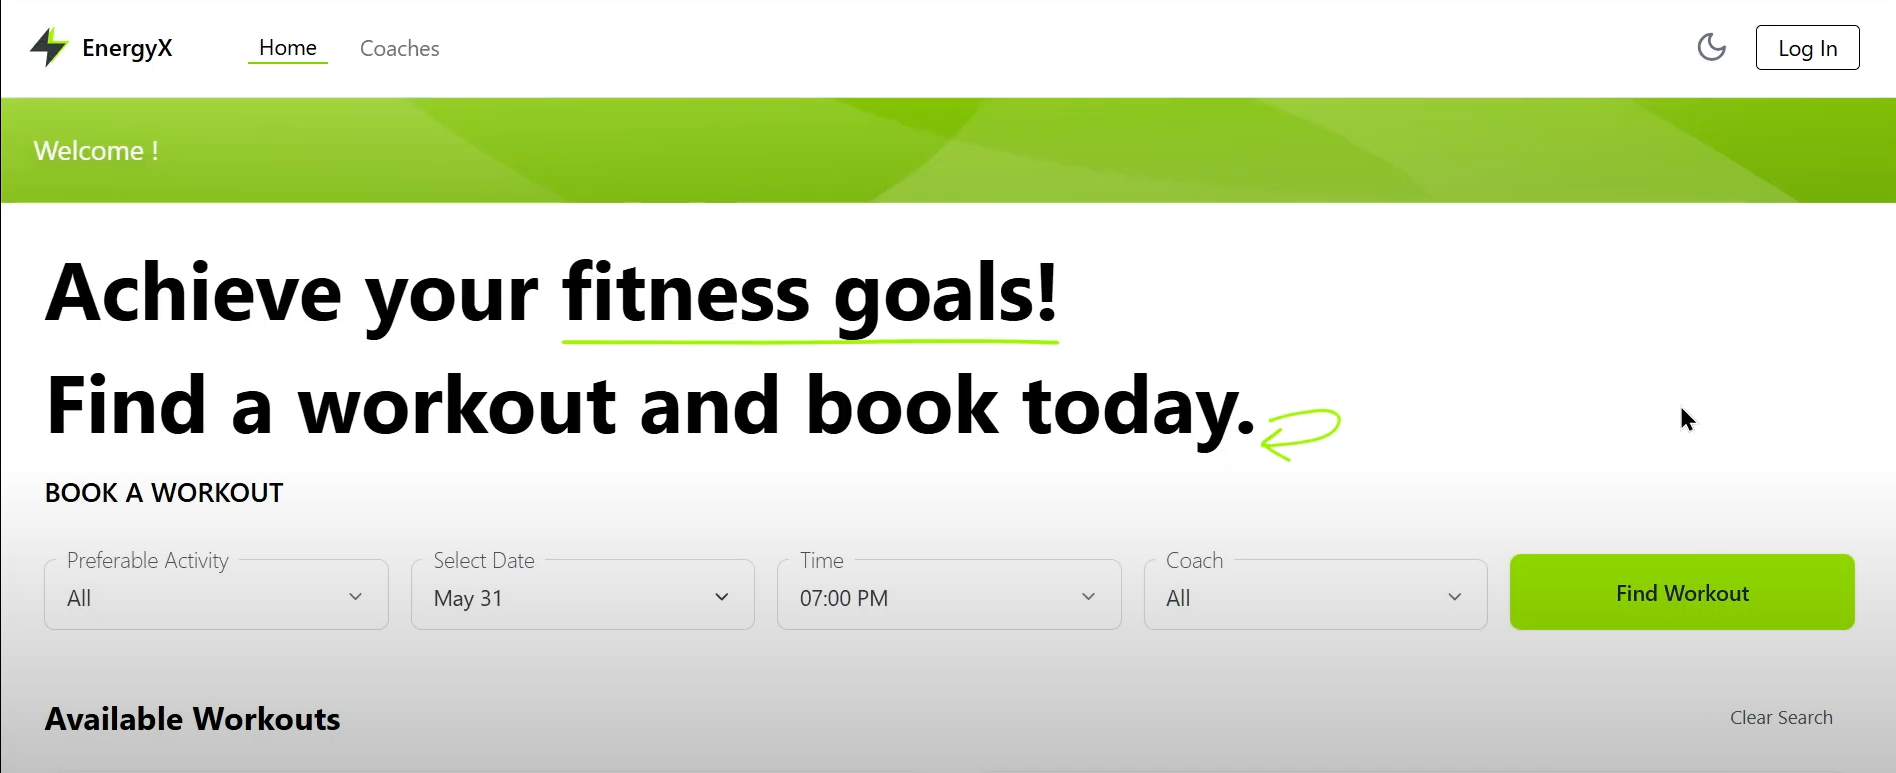 EnergyX Home Coaches Log In
Welcome !
Achieve your fitness goals!
Find a workout and book today.
BOOK A WORKOUT
Preferable Activity Select Date Time Coach
All May 31 07:00 PM All Find Workout
Available Workouts Clear Search